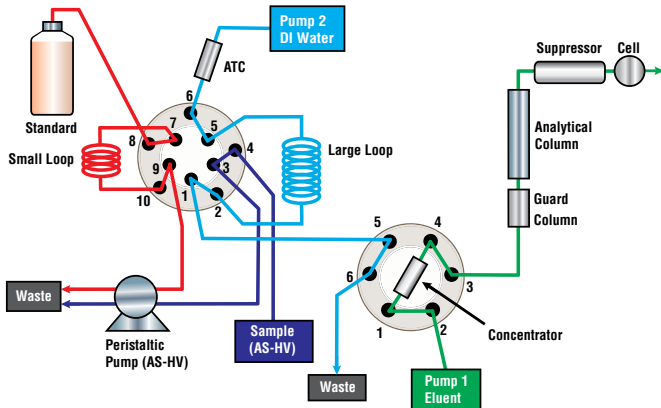 Pump 2
DI Water
ATC
Standard
Small Loop
Large Loop
6
7
5
8
4
9
3
1
2
10
Suppressor
Cell
Analytical
Column
Guard
Column
5
4
6
3
1
2
Concentrator
Waste
Peristaltic
Pump (AS-HV)
Sample
(AS-HV)
Waste
Pump 1
Eluent